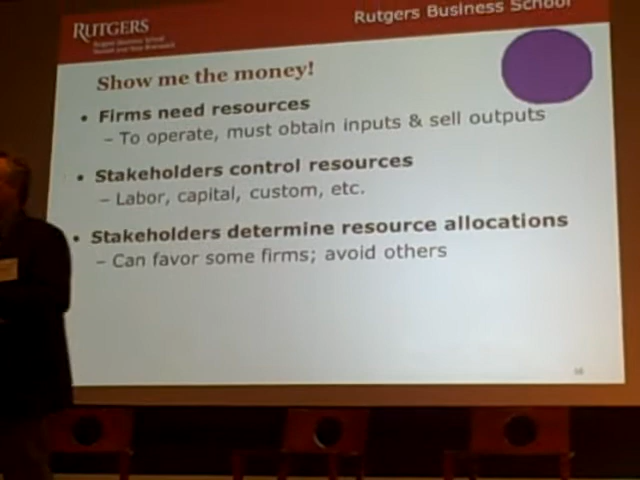 RUTGERS
Rutgers Business School
Show me the money!
• Firms need resources
– To operate, must obtain inputs & sell outputs
• Stakeholders control resources
– Labor, capital, custom, etc.
• Stakeholders determine resource allocations
– Can favor some firms; avoid others